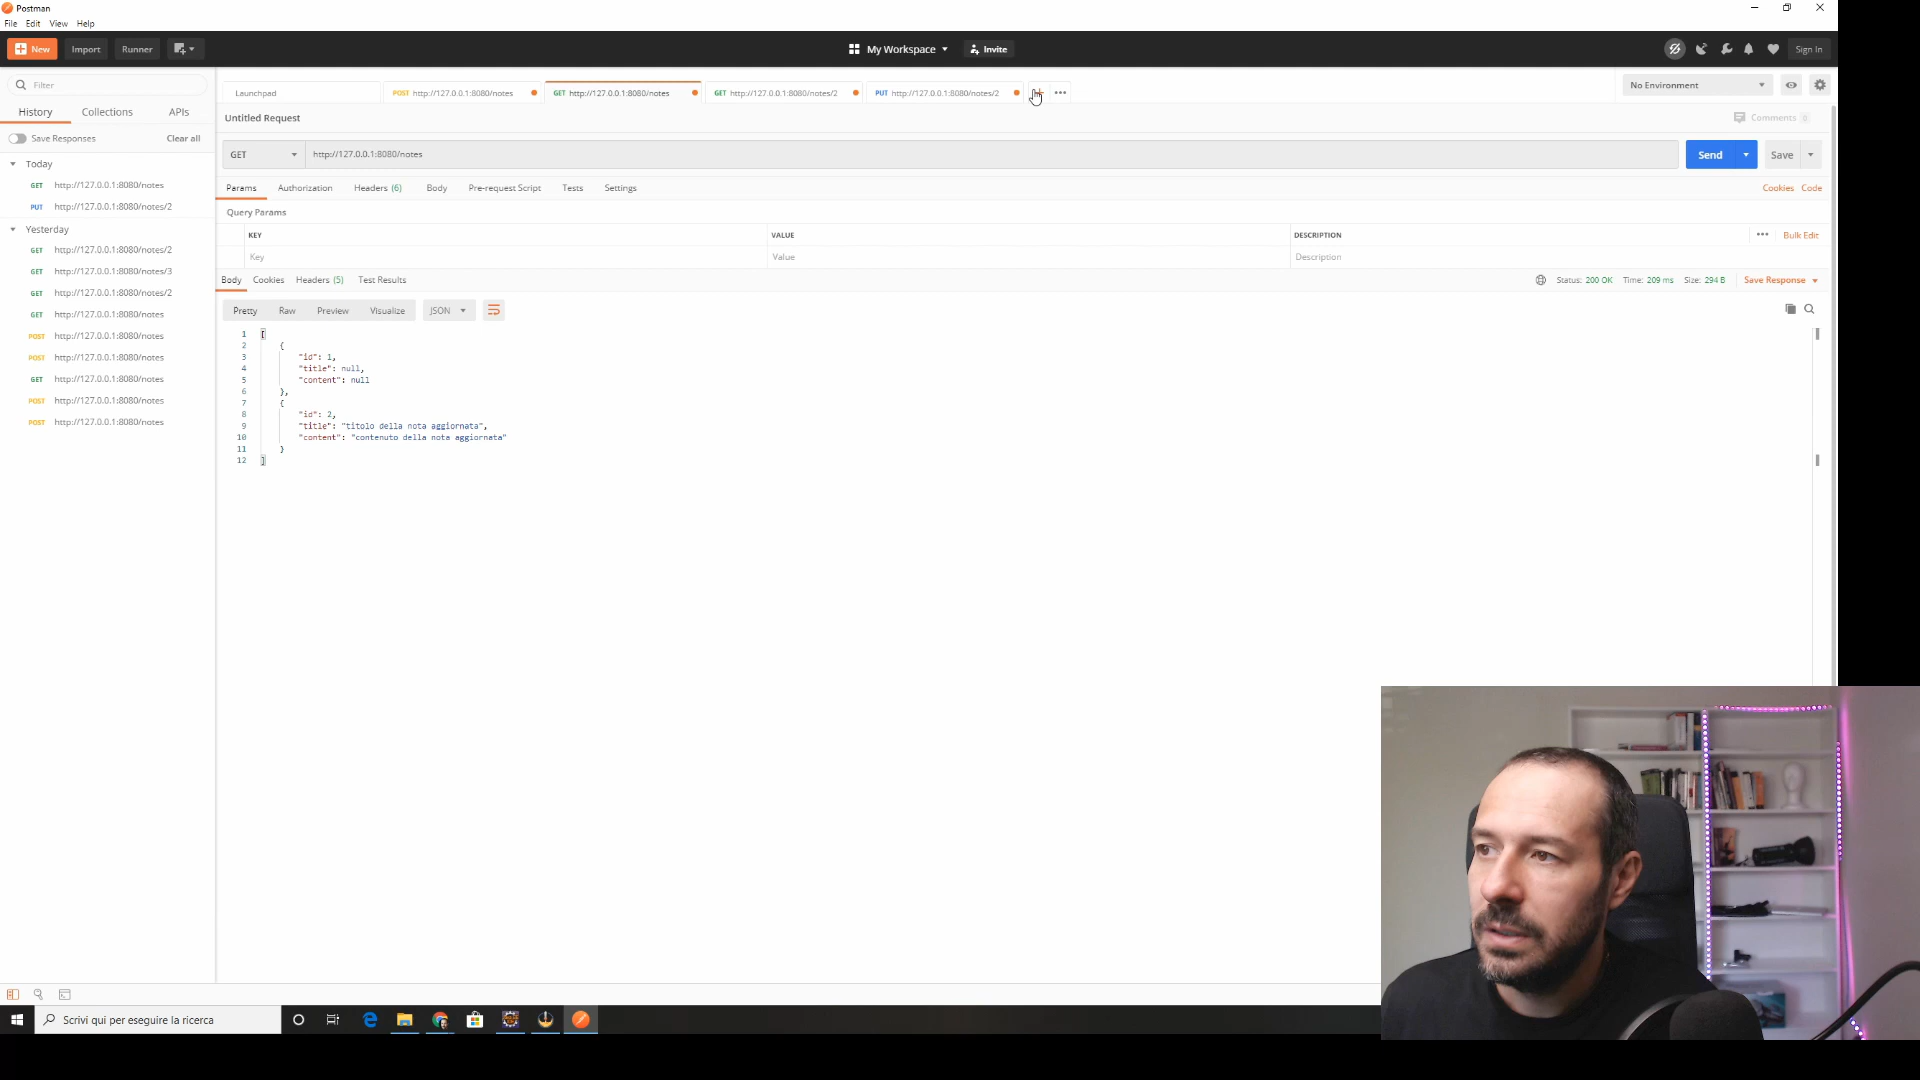 Postman
File Edit View Help
New Import Runner My Workspace Invite Sign In
Filter
History Collections APIs
Save Responses Clear all
Today
GET http://127.0.0.1:8080/notes
PUT http://127.0.0.1:8080/notes/2
Yesterday
GET http://127.0.0.1:8080/notes/2
GET http://127.0.0.1:8080/notes/3
GET http://127.0.0.1:8080/notes/2
GET http://127.0.0.1:8080/notes
POST http://127.0.0.1:8080/notes
POST http://127.0.0.1:8080/notes
GET http://127.0.0.1:8080/notes
POST http://127.0.0.1:8080/notes
POST http://127.0.0.1:8080/notes
Launchpad POST http://127.0.0.1:8080/notes GET http://127.0.0.1:8080/notes GET http://127.0.0.1:8080/notes/2 PUT http://127.0.0.1:8080/notes/2 No Environment
Untitled Request Comments 0
GET http://127.0.0.1:8080/notes Send Save
Params Authorization Headers (6) Body Pre-request Script Tests Settings Cookies Code
Query Params
KEY VALUE DESCRIPTION Bulk Edit
Key Value Description
Body Cookies Headers (5) Test Results Status: 200 OK Time: 209 ms Size: 294 B Save Response
Pretty Raw Preview Visualize JSON
1 [
2 {
3 "id": 1,
4 "title": null,
5 "content": null
6 },
7 {
8 "id": 2,
9 "title": "titolo della nota aggiornata",
10 "content": "contenuto della nota aggiornata"
11 }
12 ]
Scrivi qui per eseguire la ricerca